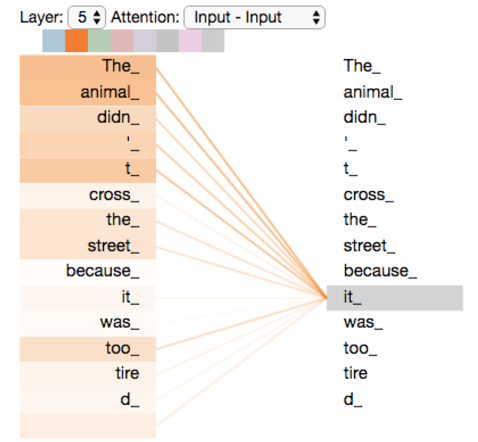 Layer: 5 Attention: Input - Input
The_ The_
animal_ animal_
didn_ didn_
'_ '_
t_ t_
cross_ cross_
the_ the_
street_ street_
because_ because_
it_ it_
was_ was_
too_ too_
tire tire
d_ d_